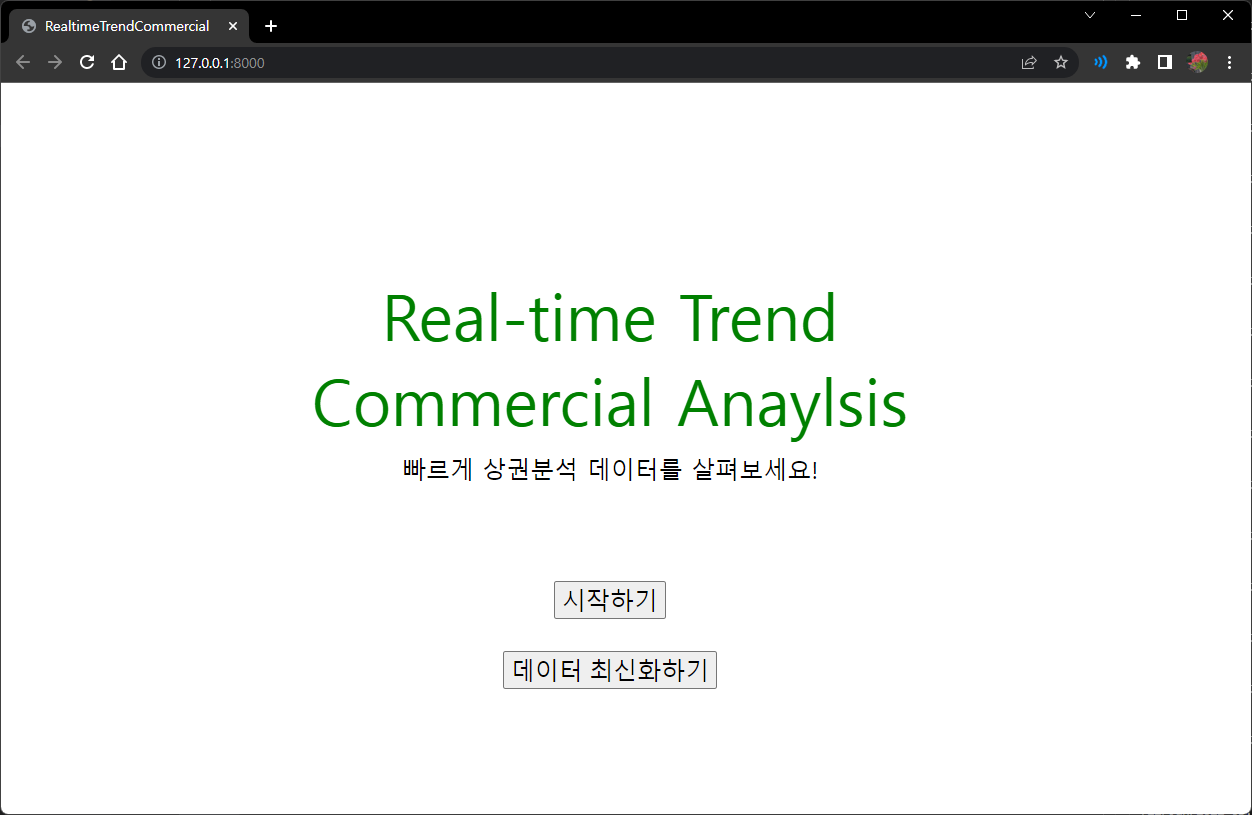 RealtimeTrendCommercial
127.0.0.1:8000
Real-time Trend
Commercial Anaylsis
빠르게 상권분석 데이터를 살펴보세요!
시작하기
데이터 최신화하기